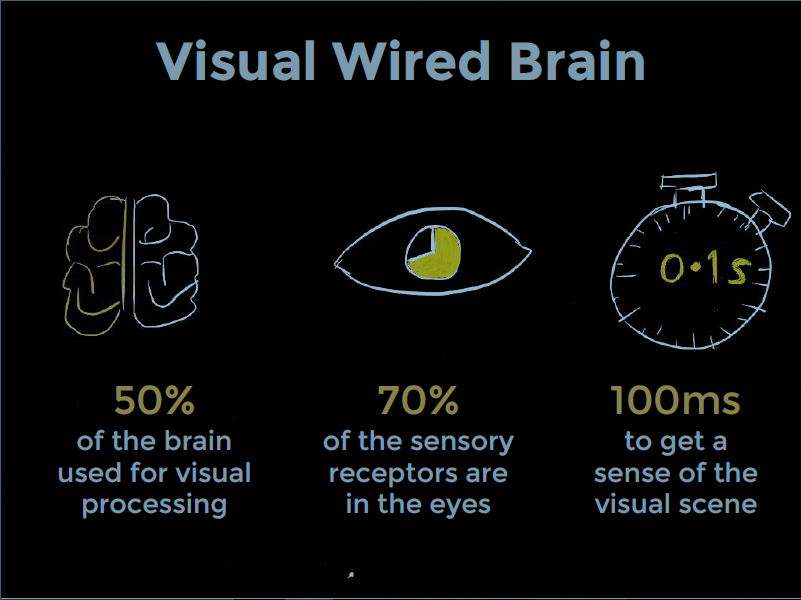 Visual Wired Brain
0.1s
50%
of the brain
used for visual
processing
70%
of the sensory
receptors are
in the eyes
100ms
to get a
sense of the
visual scene